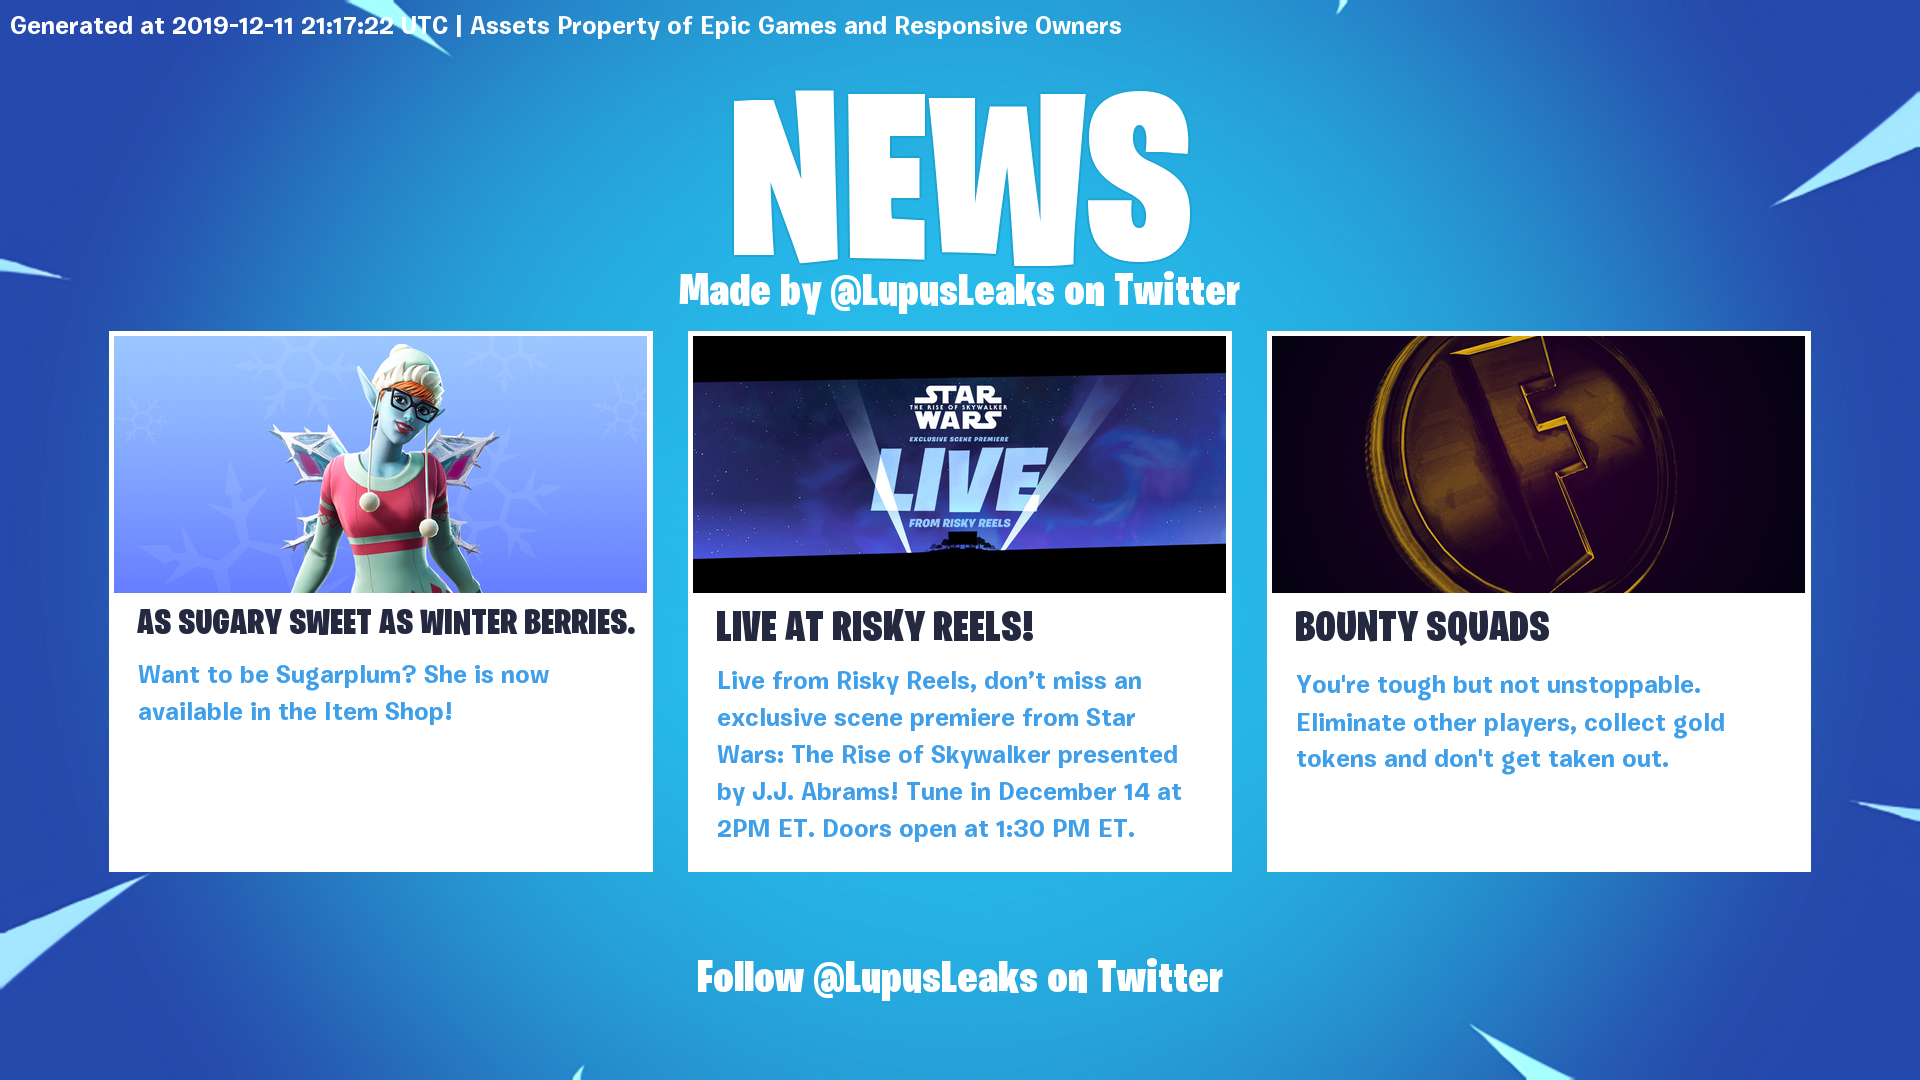 Generated at 2019-12-11 21:17:22 UTC | Assets Property of Epic Games and Responsive Owners
NEWS
Made by @LupusLeaks on Twitter
AS SUGARY SWEET AS WINTER BERRIES.
Want to be Sugarplum? She is now
available in the Item Shop!
STAR
THE RISE OF SKYWALKER
WARS
EXCLUSIVE SCENE PREMIERE
LIVE
FROM RISKY REELS
LIVE AT RISKY REELS!
Live from Risky Reels, don’t miss an
exclusive scene premiere from Star
Wars: The Rise of Skywalker presented
by J.J. Abrams! Tune in December 14 at
2PM ET. Doors open at 1:30 PM ET.
F
BOUNTY SQUADS
You're tough but not unstoppable.
Eliminate other players, collect gold
tokens and don't get taken out.
Follow @LupusLeaks on Twitter